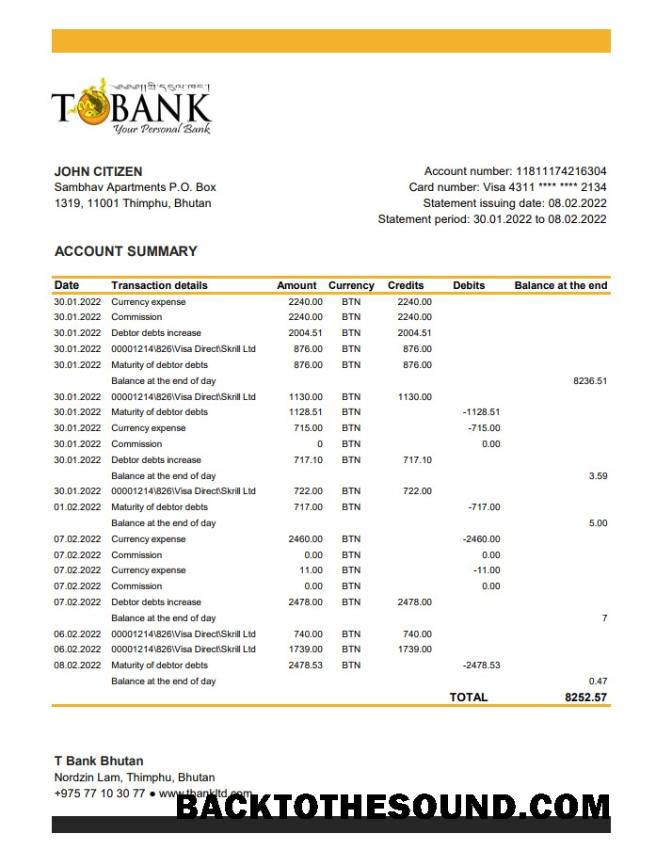 T BANK
Your Personal Bank
JOHN CITIZEN
Sambhav Apartments P.O. Box
1319, 11001 Thimphu, Bhutan
Account number: 11811174216304
Card number: Visa 4311 **** **** 2134
Statement issuing date: 08.02.2022
Statement period: 30.01.2022 to 08.02.2022
ACCOUNT SUMMARY
Date Transaction details Amount Currency Credits Debits Balance at the end
30.01.2022 Currency expense 2240.00 BTN 2240.00
30.01.2022 Commission 2240.00 BTN 2240.00
30.01.2022 Debtor debts increase 2004.51 BTN 2004.51
30.01.2022 00001214\826\Visa Direct\Skrill Ltd 876.00 BTN 876.00
30.01.2022 Maturity of debtor debts 876.00 BTN 876.00
Balance at the end of day 8236.51
30.01.2022 00001214\826\Visa Direct\Skrill Ltd 1130.00 BTN 1130.00
30.01.2022 Maturity of debtor debts 1128.51 BTN -1128.51
30.01.2022 Currency expense 715.00 BTN -715.00
30.01.2022 Commission 0 BTN 0.00
30.01.2022 Debtor debts increase 717.10 BTN 717.10
Balance at the end of day 3.59
30.01.2022 00001214\826\Visa Direct\Skrill Ltd 722.00 BTN 722.00
01.02.2022 Maturity of debtor debts 717.00 BTN -717.00
Balance at the end of day 5.00
07.02.2022 Currency expense 2460.00 BTN -2460.00
07.02.2022 Commission 0.00 BTN 0.00
07.02.2022 Currency expense 11.00 BTN -11.00
07.02.2022 Commission 0.00 BTN 0.00
07.02.2022 Debtor debts increase 2478.00 BTN 2478.00
Balance at the end of day 7
06.02.2022 00001214\826\Visa Direct\Skrill Ltd 740.00 BTN 740.00
06.02.2022 00001214\826\Visa Direct\Skrill Ltd 1739.00 BTN 1739.00
08.02.2022 Maturity of debtor debts 2478.53 BTN -2478.53
Balance at the end of day 0.47
TOTAL 8252.57
T Bank Bhutan
Nordzin Lam, Thimphu, Bhutan
+975 77 10 30 77 ● www.tbankltd.com
BACKTOTHESOUND.COM